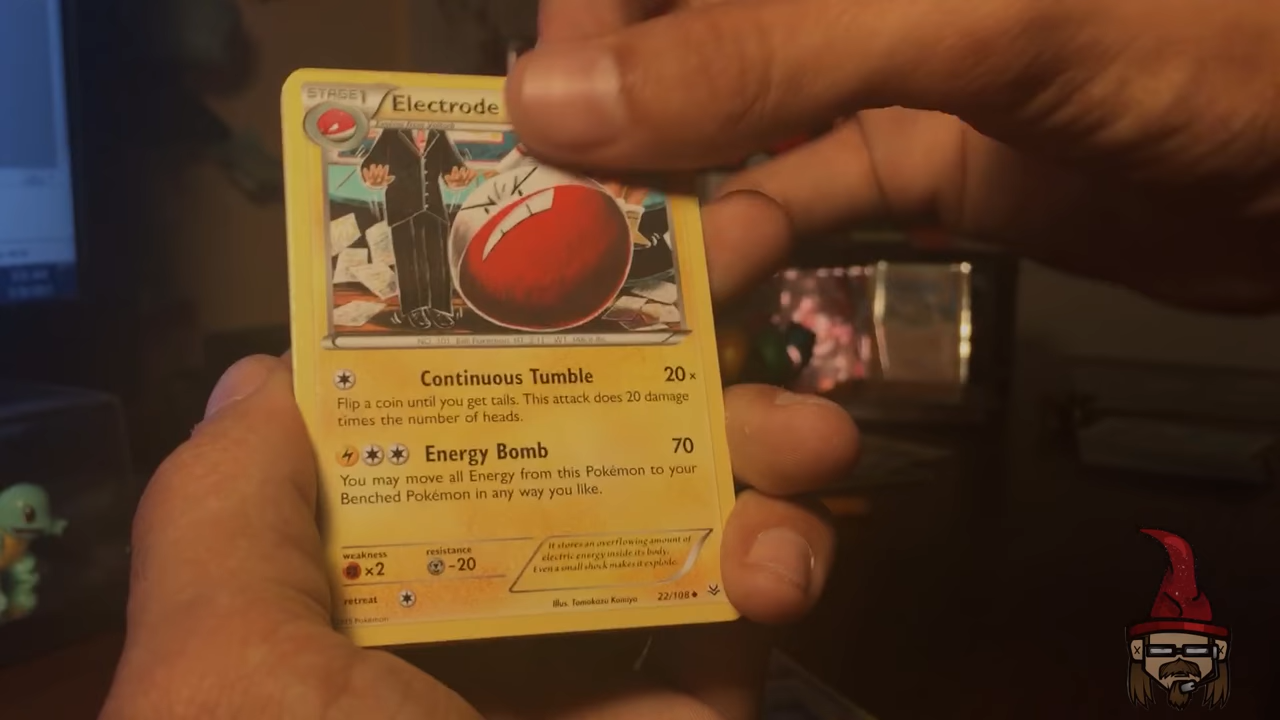 STAGE1
Electrode
Continuous Tumble 20×
Flip a coin until you get tails. This attack does 20 damage
times the number of heads.
Energy Bomb 70
You may move all Energy from this Pokémon to your
Benched Pokémon in any way you like.
weakness
×2
resistance
-20
It stores an overflowing amount of
electric energy inside its body.
Even a small shock makes it explode.
retreat
Illus. Tomokazu Komiya
22/108
Pokémon